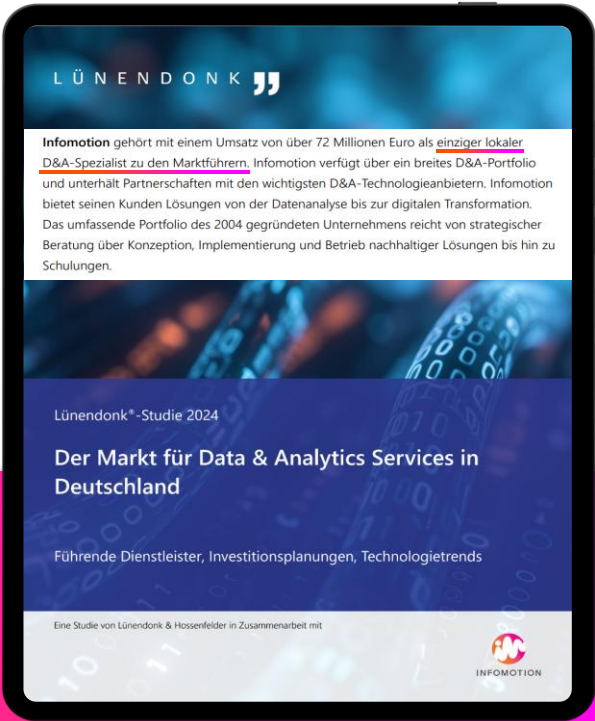 LÜNENDONK
Infomotion gehört mit einem Umsatz von über 72 Millionen Euro als einziger lokaler
D&A-Spezialist zu den Marktführern. Infomotion verfügt über ein breites D&A-Portfolio
und unterhält Partnerschaften mit den wichtigsten D&A-Technologieanbietern. Infomotion
bietet seinen Kunden Lösungen von der Datenanalyse bis zur digitalen Transformation.
Das umfassende Portfolio des 2004 gegründeten Unternehmens reicht von strategischer
Beratung über Konzeption, Implementierung und Betrieb nachhaltiger Lösungen bis hin zu
Schulungen.
Lünendonk®-Studie 2024
Der Markt für Data & Analytics Services in
Deutschland
Führende Dienstleister, Investitionsplanungen, Technologietrends
Eine Studie von Lünendonk & Hossenfelder in Zusammenarbeit mit
INFOMOTION